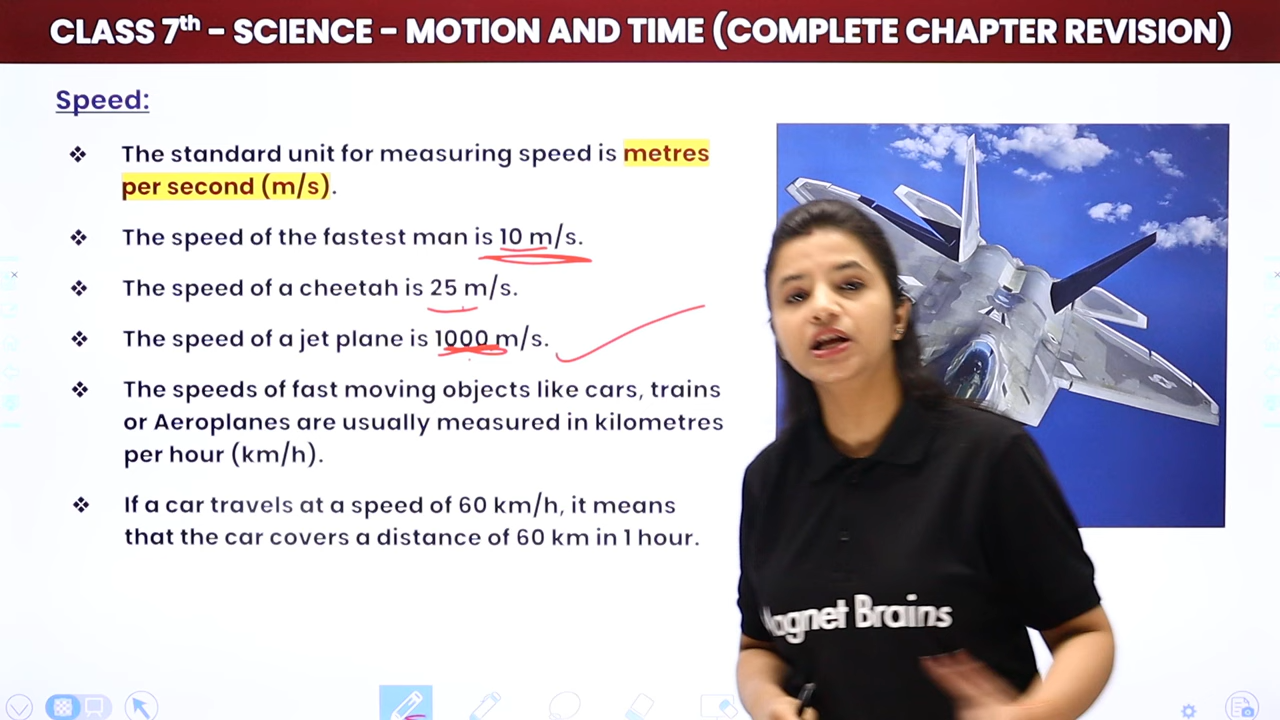 CLASS 7th – SCIENCE – MOTION AND TIME (COMPLETE CHAPTER REVISION)
Speed:
❖ The standard unit for measuring speed is metres
per second (m/s).
❖ The speed of the fastest man is 10 m/s.
❖ The speed of a cheetah is 25 m/s.
❖ The speed of a jet plane is 1000 m/s.
❖ The speeds of fast moving objects like cars, trains
or Aeroplanes are usually measured in kilometres
per hour (km/h).
❖ If a car travels at a speed of 60 km/h, it means
that the car covers a distance of 60 km in 1 hour.
Magnet Brains